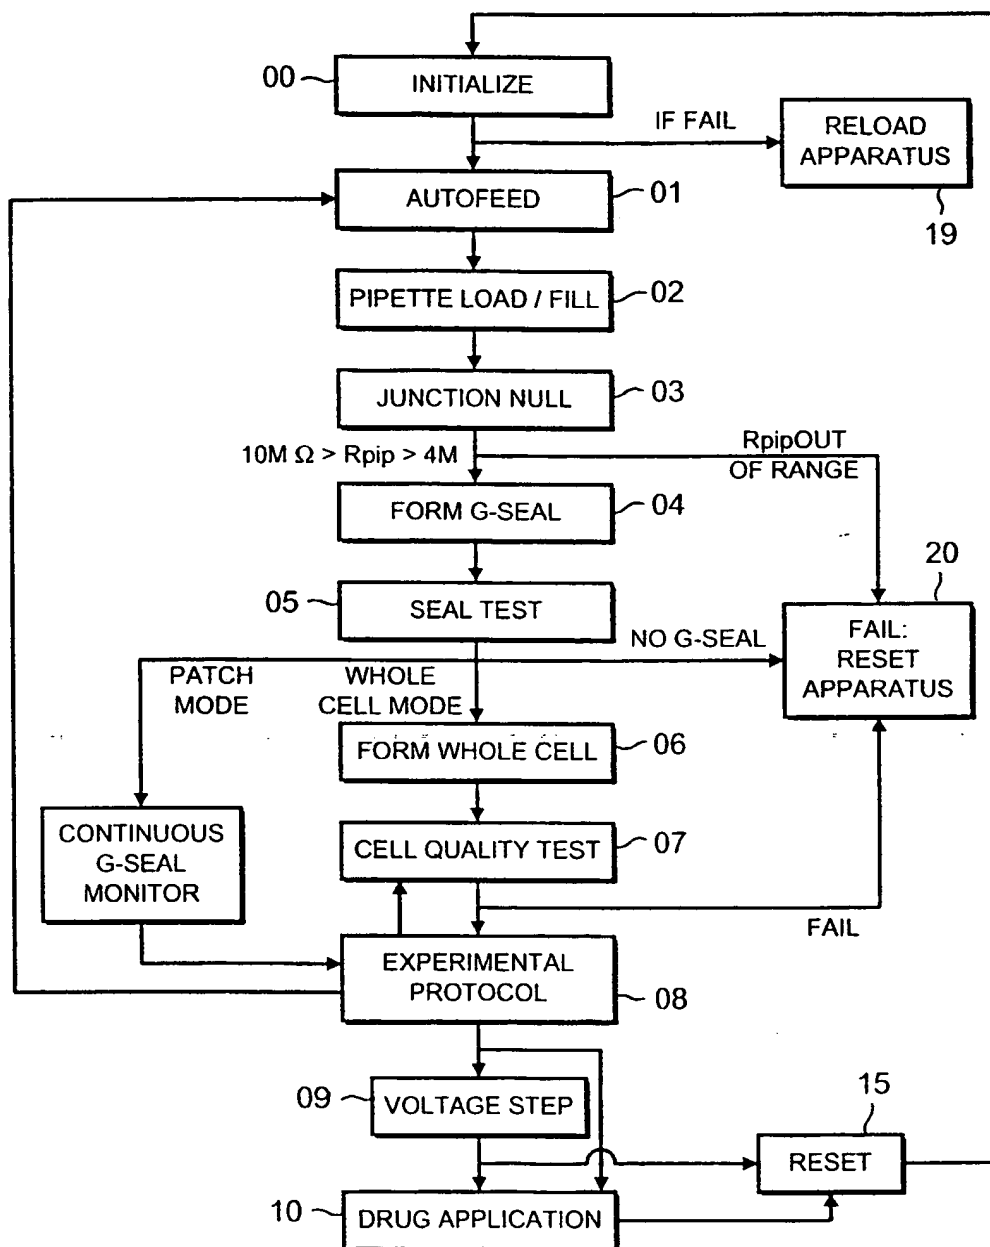 00
INITIALIZE
IF FAIL
RELOAD
APPARATUS
19
AUTOFEED
01
PIPETTE LOAD / FILL
02
JUNCTION NULL
03
10M Ω > Rpip > 4M
RpipOUT
OF RANGE
FORM G-SEAL
04
05
SEAL TEST
20
FAIL:
RESET
APPARATUS
NO G-SEAL
PATCH
MODE
WHOLE
CELL MODE
FORM WHOLE CELL
06
CONTINUOUS
G-SEAL
MONITOR
CELL QUALITY TEST
07
FAIL
EXPERIMENTAL
PROTOCOL
08
09
VOLTAGE STEP
15
RESET
10
DRUG APPLICATION